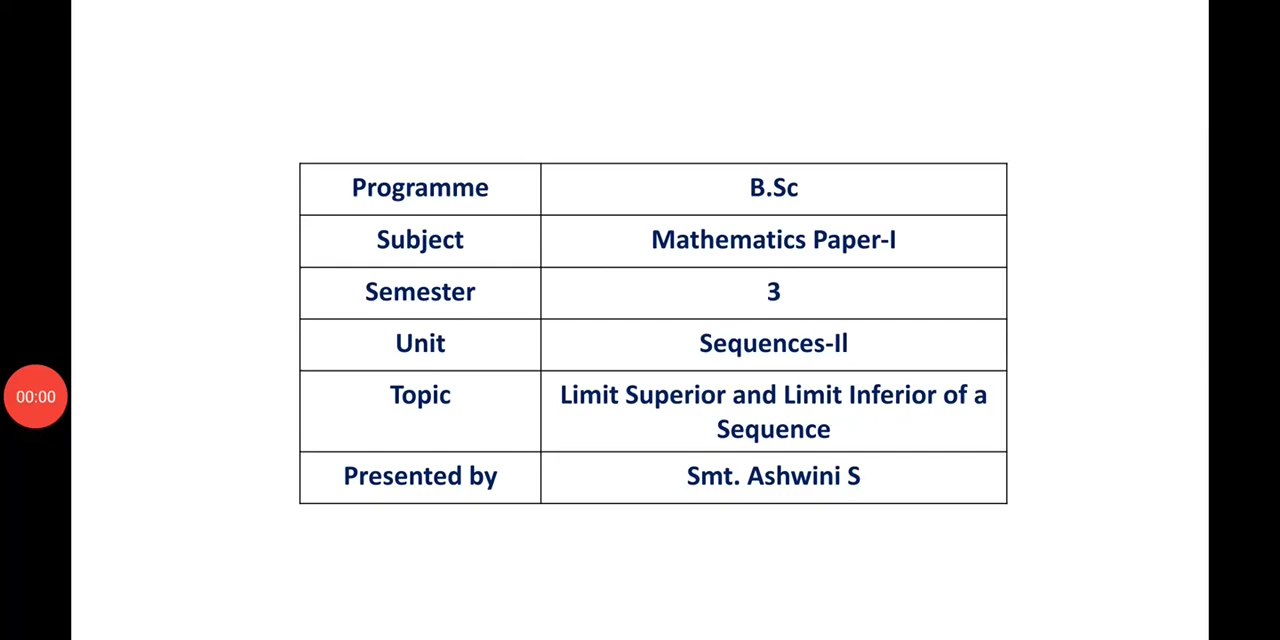 Programme B.Sc
Subject Mathematics Paper-I
Semester 3
Unit Sequences-Il
Topic Limit Superior and Limit Inferior of a
Sequence
Presented by Smt. Ashwini S
00:00